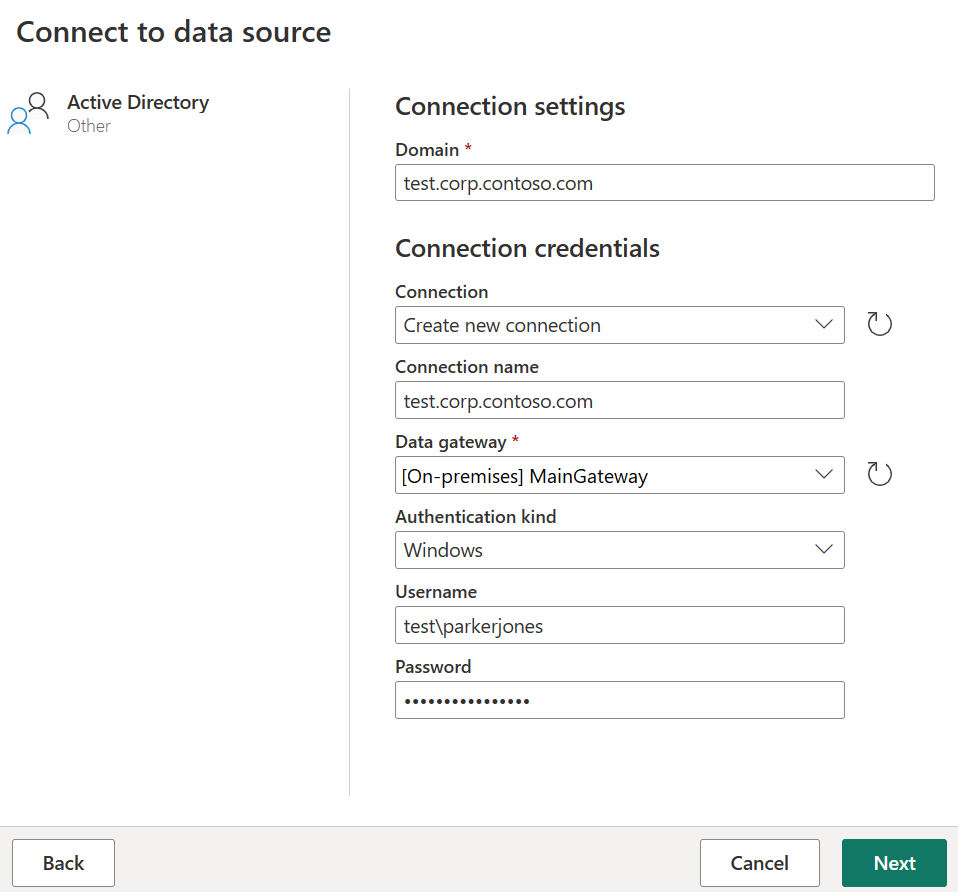 Connect to data source
Active Directory
Other
Connection settings
Domain *
test.corp.contoso.com
Connection credentials
Connection
Create new connection
Connection name
test.corp.contoso.com
Data gateway *
[On-premises] MainGateway
Authentication kind
Windows
Username
test\parkerjones
Password
••••••••••••••••
Back
Cancel
Next